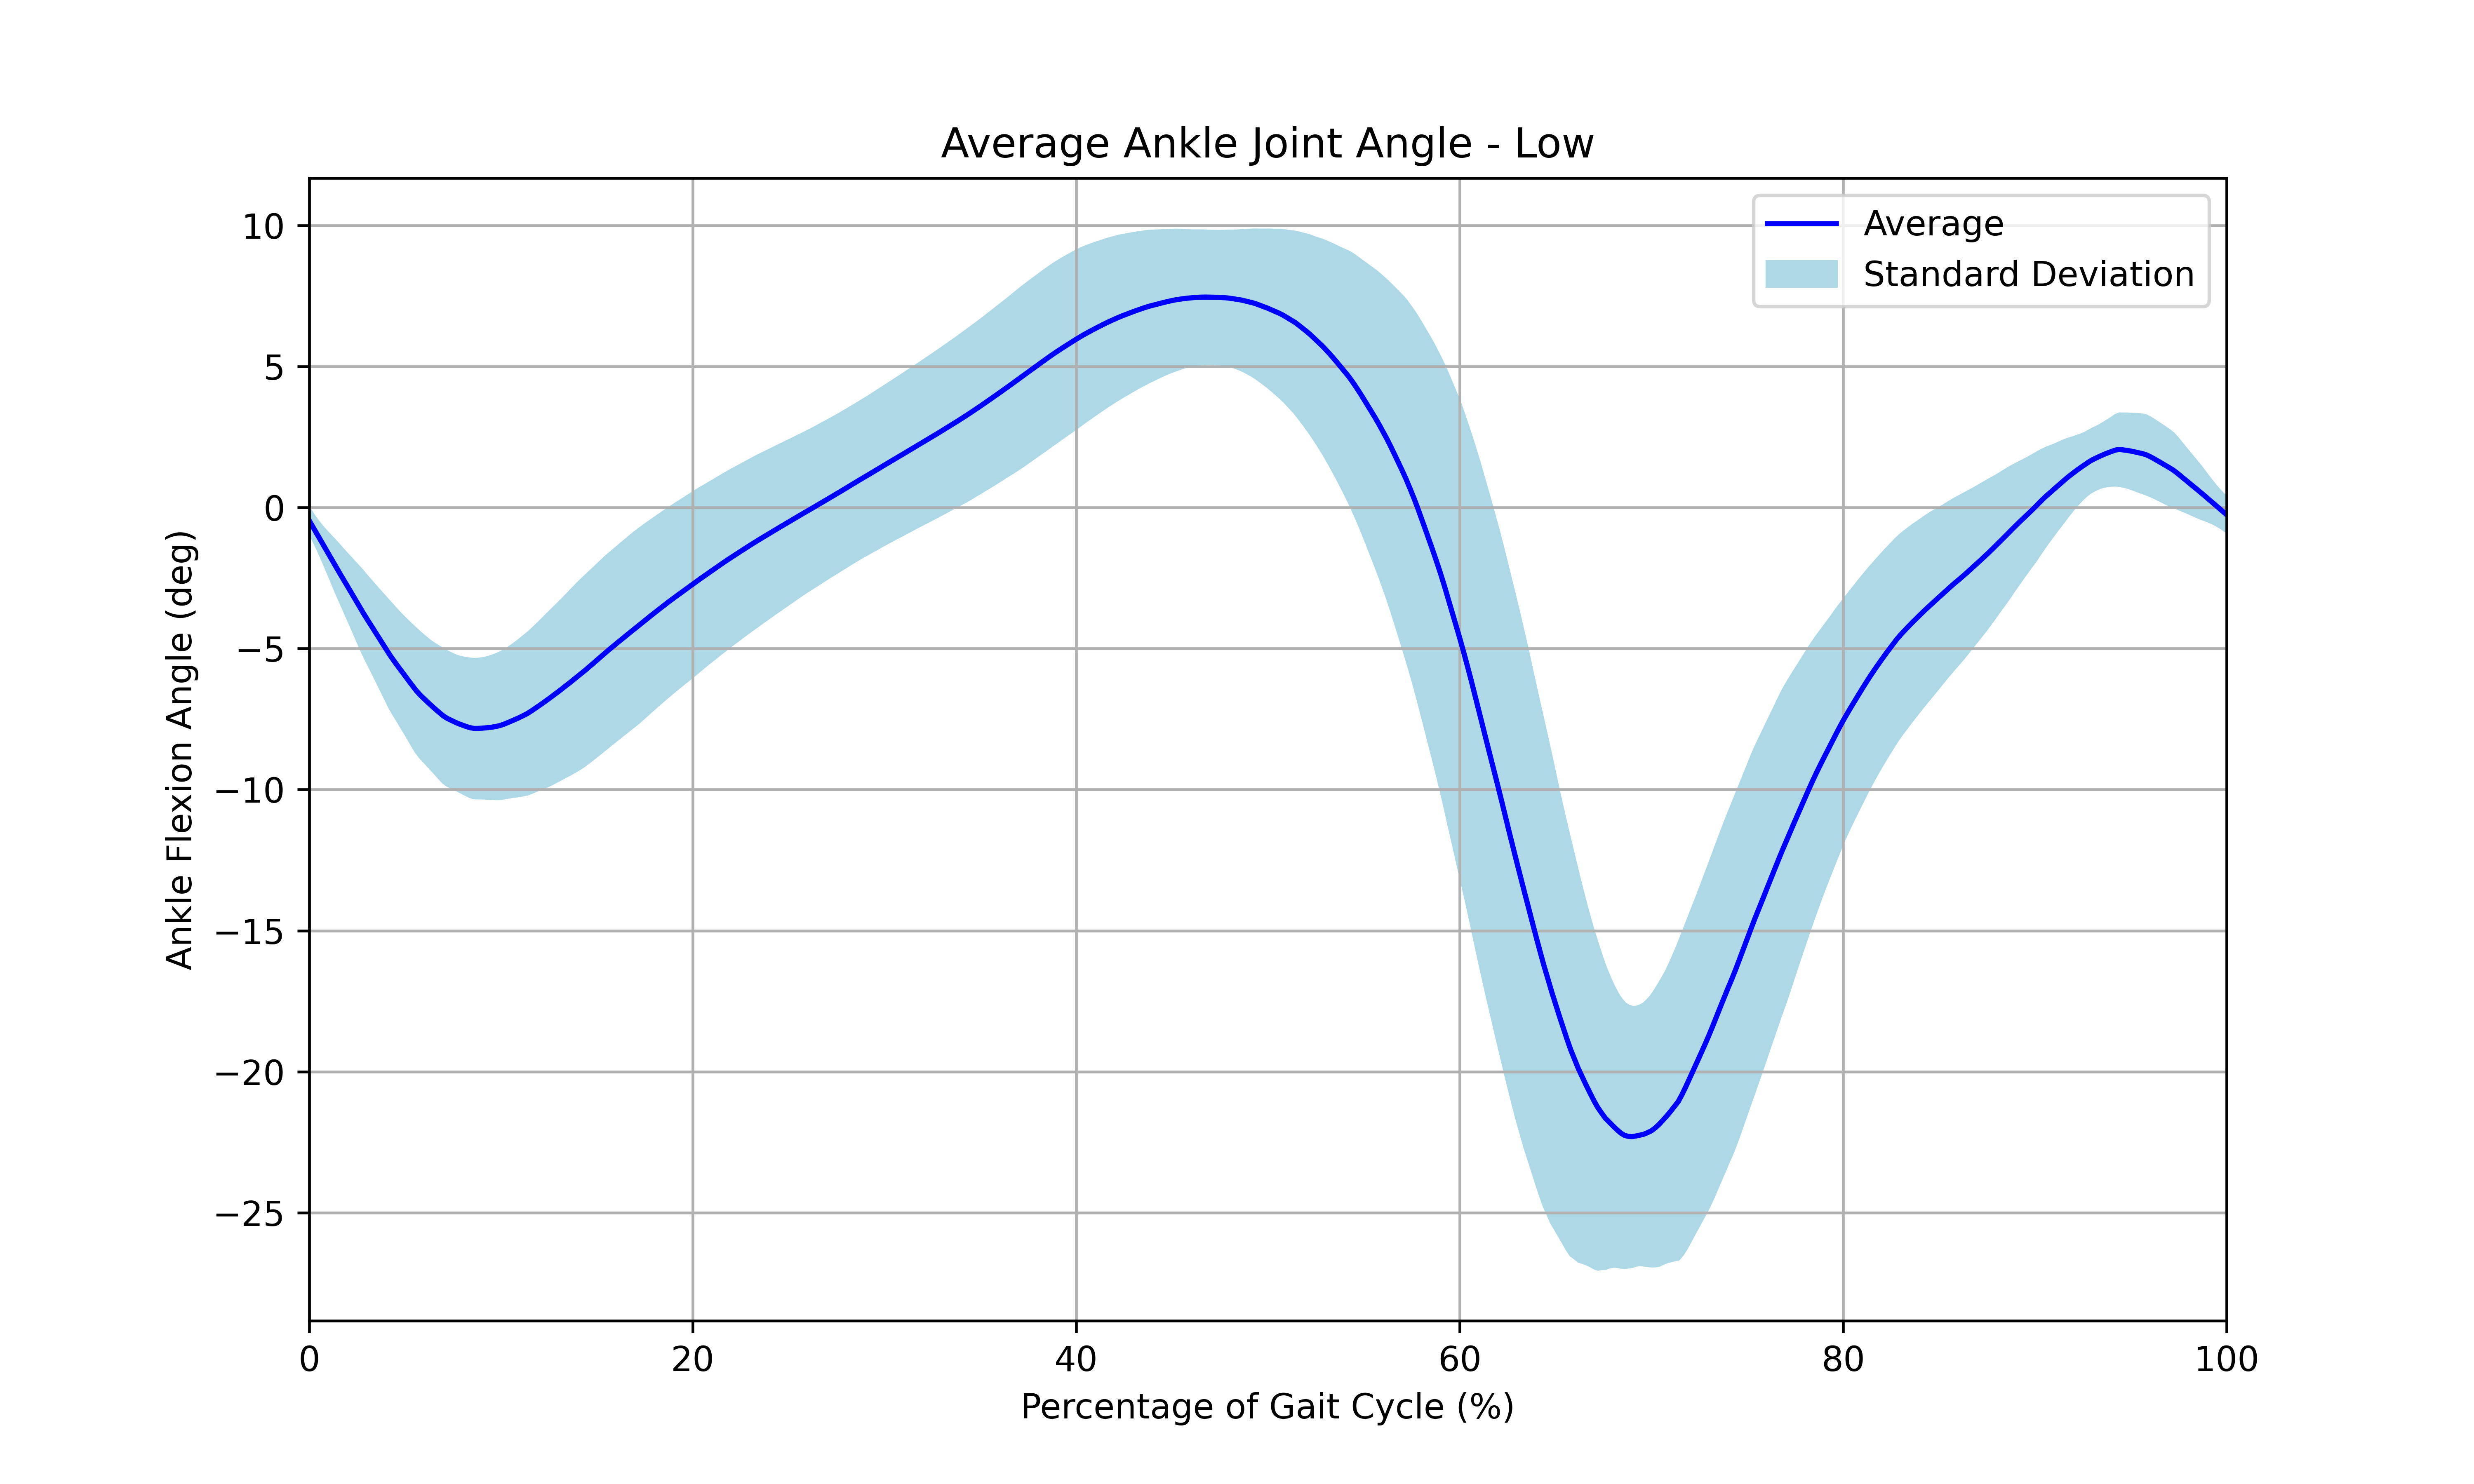 Average Ankle Joint Angle - Low
Average
Standard Deviation
Ankle Flexion Angle (deg)
10
5
0
−5
−10
−15
−20
−25
0
20
40
60
80
100
Percentage of Gait Cycle (%)